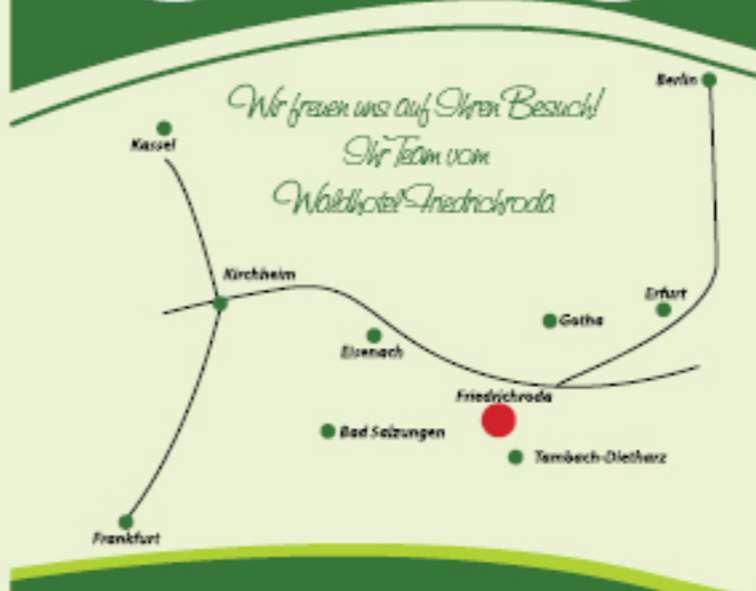 Berlin
Wir freuen uns auf Ihren Besuch!
Kassel
Ihr Team vom
Waldhotel Friedrichroda
Kirchheim
Erfurt
Gotha
Eisenach
Friedrichroda
Bad Salzungen
Tambach-Dietharz
Frankfurt